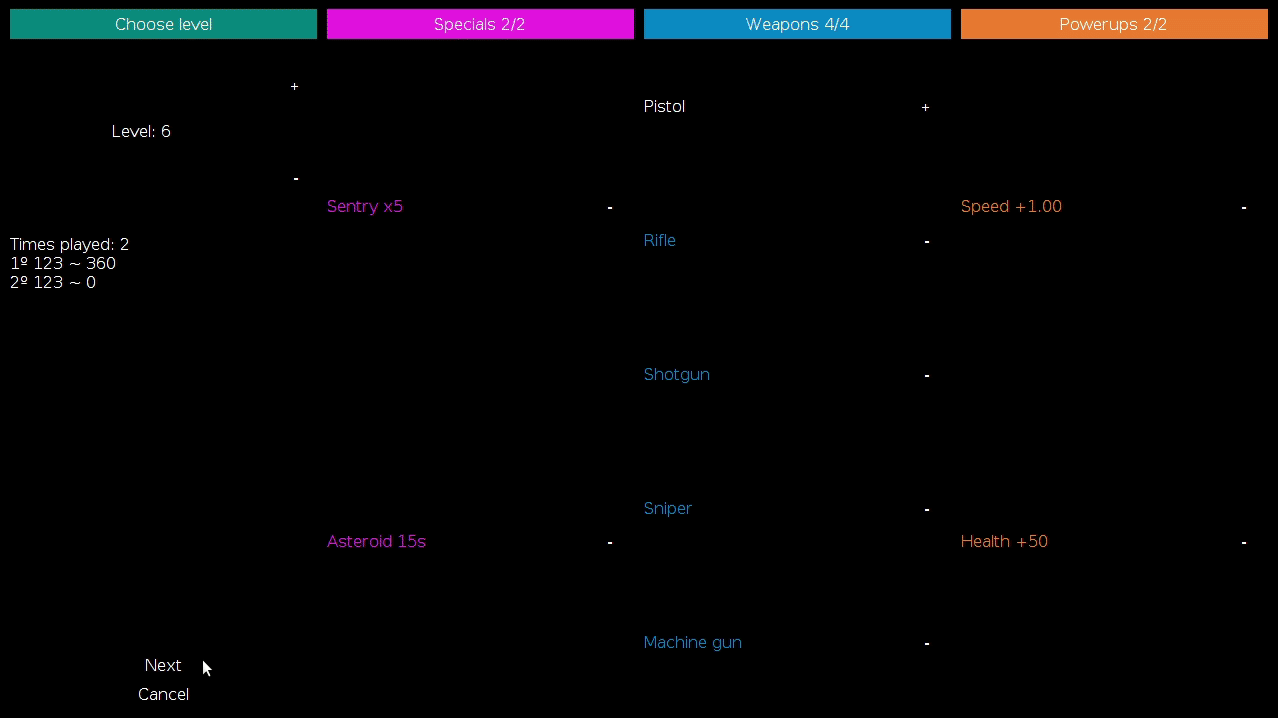 Choose level
Specials 2/2
Weapons 4/4
Powerups 2/2
+
Level: 6
-
Times played: 2
1º 123 ~ 360
2º 123 ~ 0
Next
Cancel
Sentry x5 -
Asteroid 15s -
Pistol +
Rifle -
Shotgun -
Sniper -
Machine gun -
Speed +1.00 -
Health +50 -